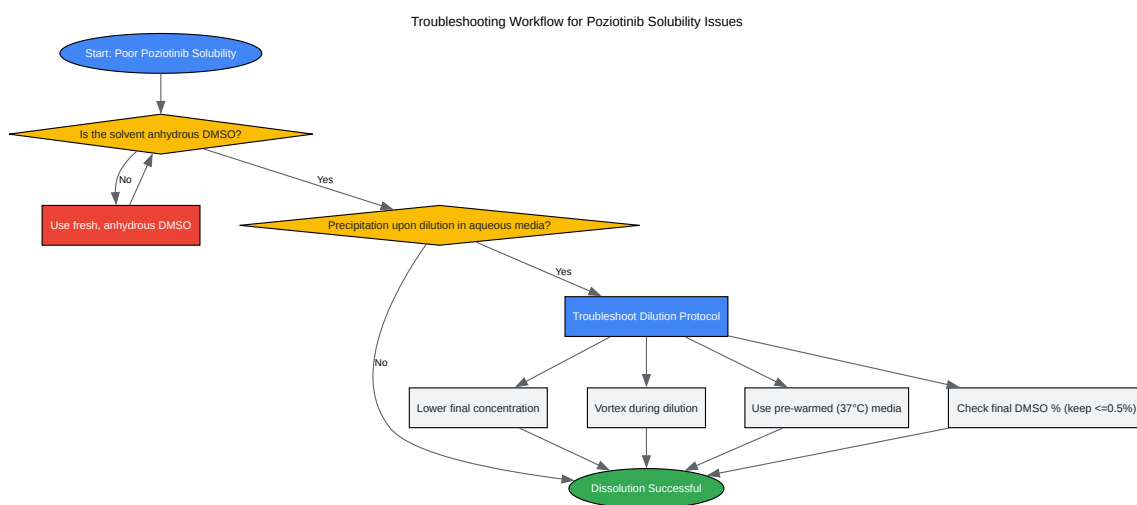 Troubleshooting Workflow for Poziotinib Solubility Issues
Start: Poor Poziotinib Solubility
Is the solvent anhydrous DMSO?
No
Yes
Use fresh, anhydrous DMSO
Precipitation upon dilution in aqueous media?
Yes
Troubleshoot Dilution Protocol
No
Lower final concentration
Vortex during dilution
Use pre-warmed (37°C) media
Check final DMSO % (keep <=0.5%)
Dissolution Successful